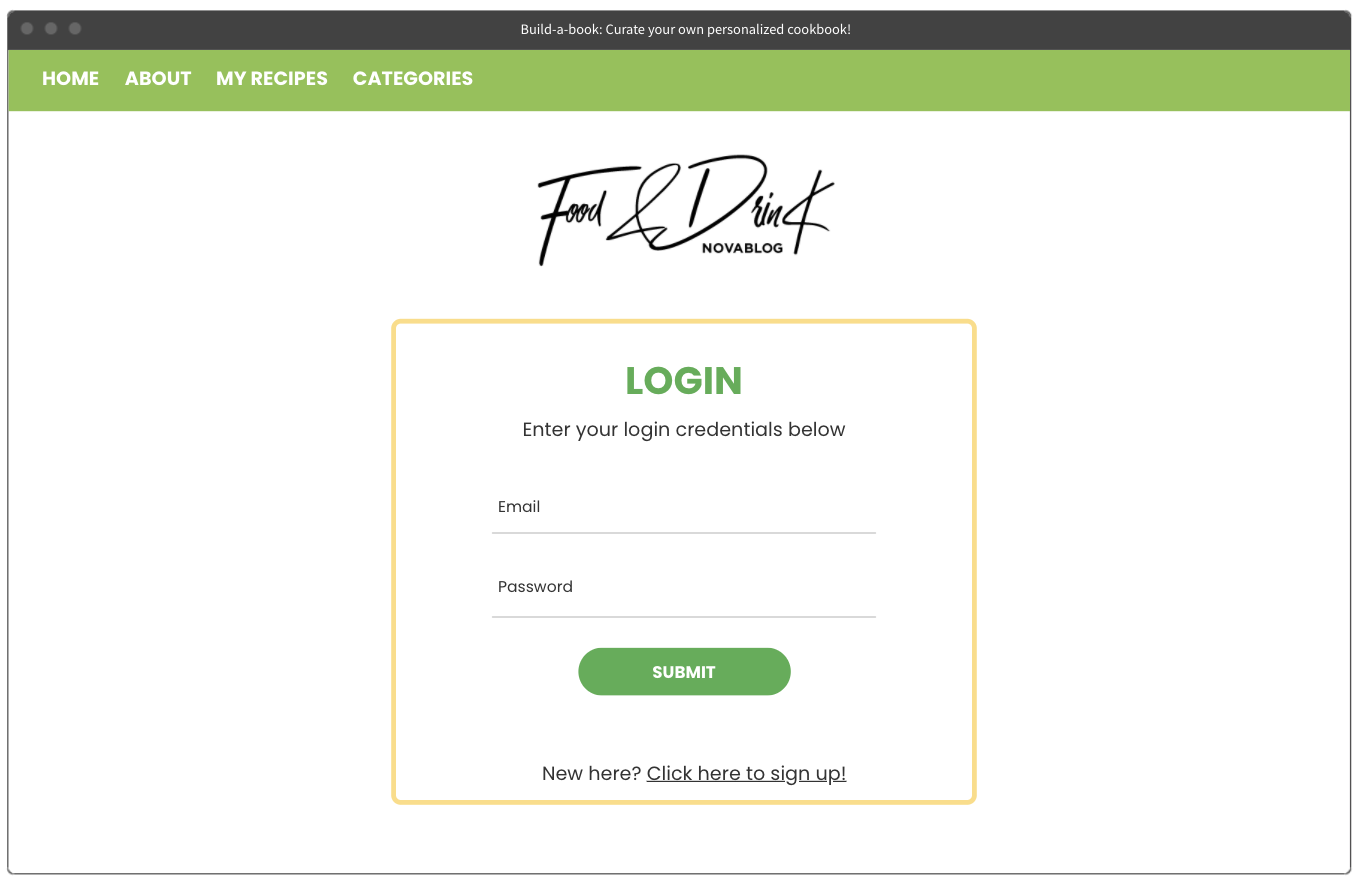 Build-a-book: Curate your own personalized cookbook!
HOME ABOUT MY RECIPES CATEGORIES
Food & Drink
NOVABLOG
LOGIN
Enter your login credentials below
Email
Password
SUBMIT
New here? Click here to sign up!